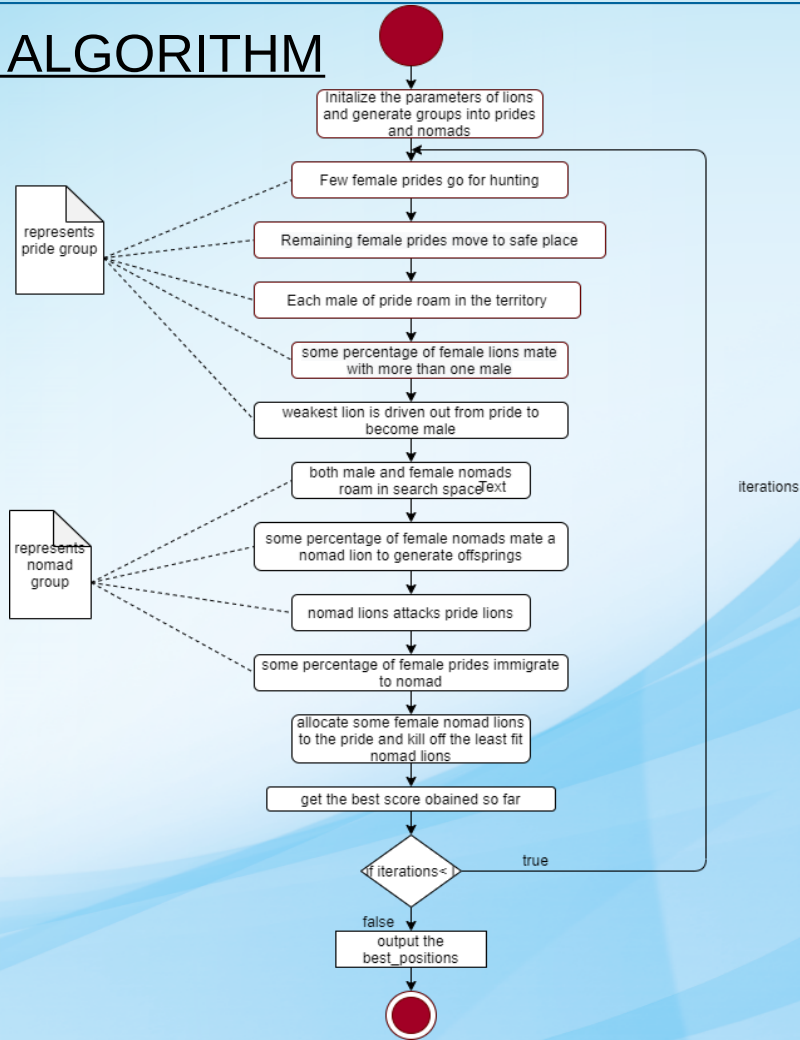 ALGORITHM
Initalize the parameters of lions
and generate groups into prides
and nomads
Few female prides go for hunting
represents
pride group
Remaining female prides move to safe place
Each male of pride roam in the territory
some percentage of female lions mate
with more than one male
weakest lion is driven out from pride to
become male
both male and female nomads
roam in search space
Text
iterations
represents
nomad
group
some percentage of female nomads mate a
nomad lion to generate offsprings
nomad lions attacks pride lions
some percentage of female prides immigrate
to nomad
allocate some female nomad lions
to the pride and kill off the least fit
nomad lions
get the best score obained so far
if iterations<
true
false
output the
best_positions